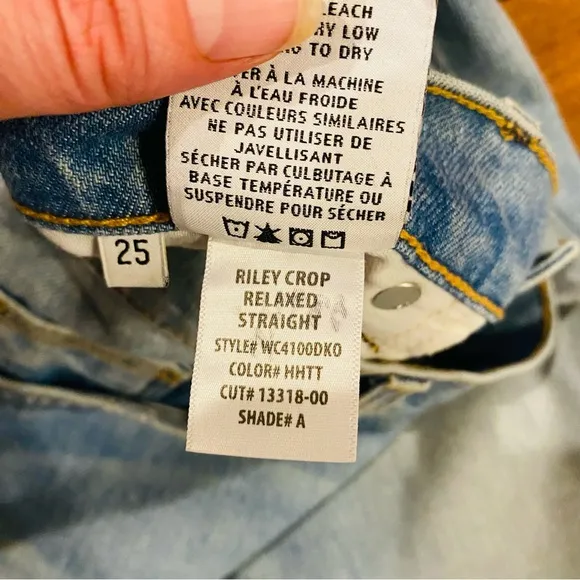 LEACH
RY LOW
TO DRY
ER À LA MACHINE
À L'EAU FROIDE
AVEC COULEURS SIMILAIRES
NE PAS UTILISER DE
JAVELLISANT
SÉCHER PAR CULBUTAGE À
BASE TEMPÉRATURE OU
SUSPENDRE POUR SÉCHER
25
RILEY CROP
RELAXED
STRAIGHT
STYLE# WC4100DKO
COLOR# HHTT
CUT# 13318-00
SHADE# A